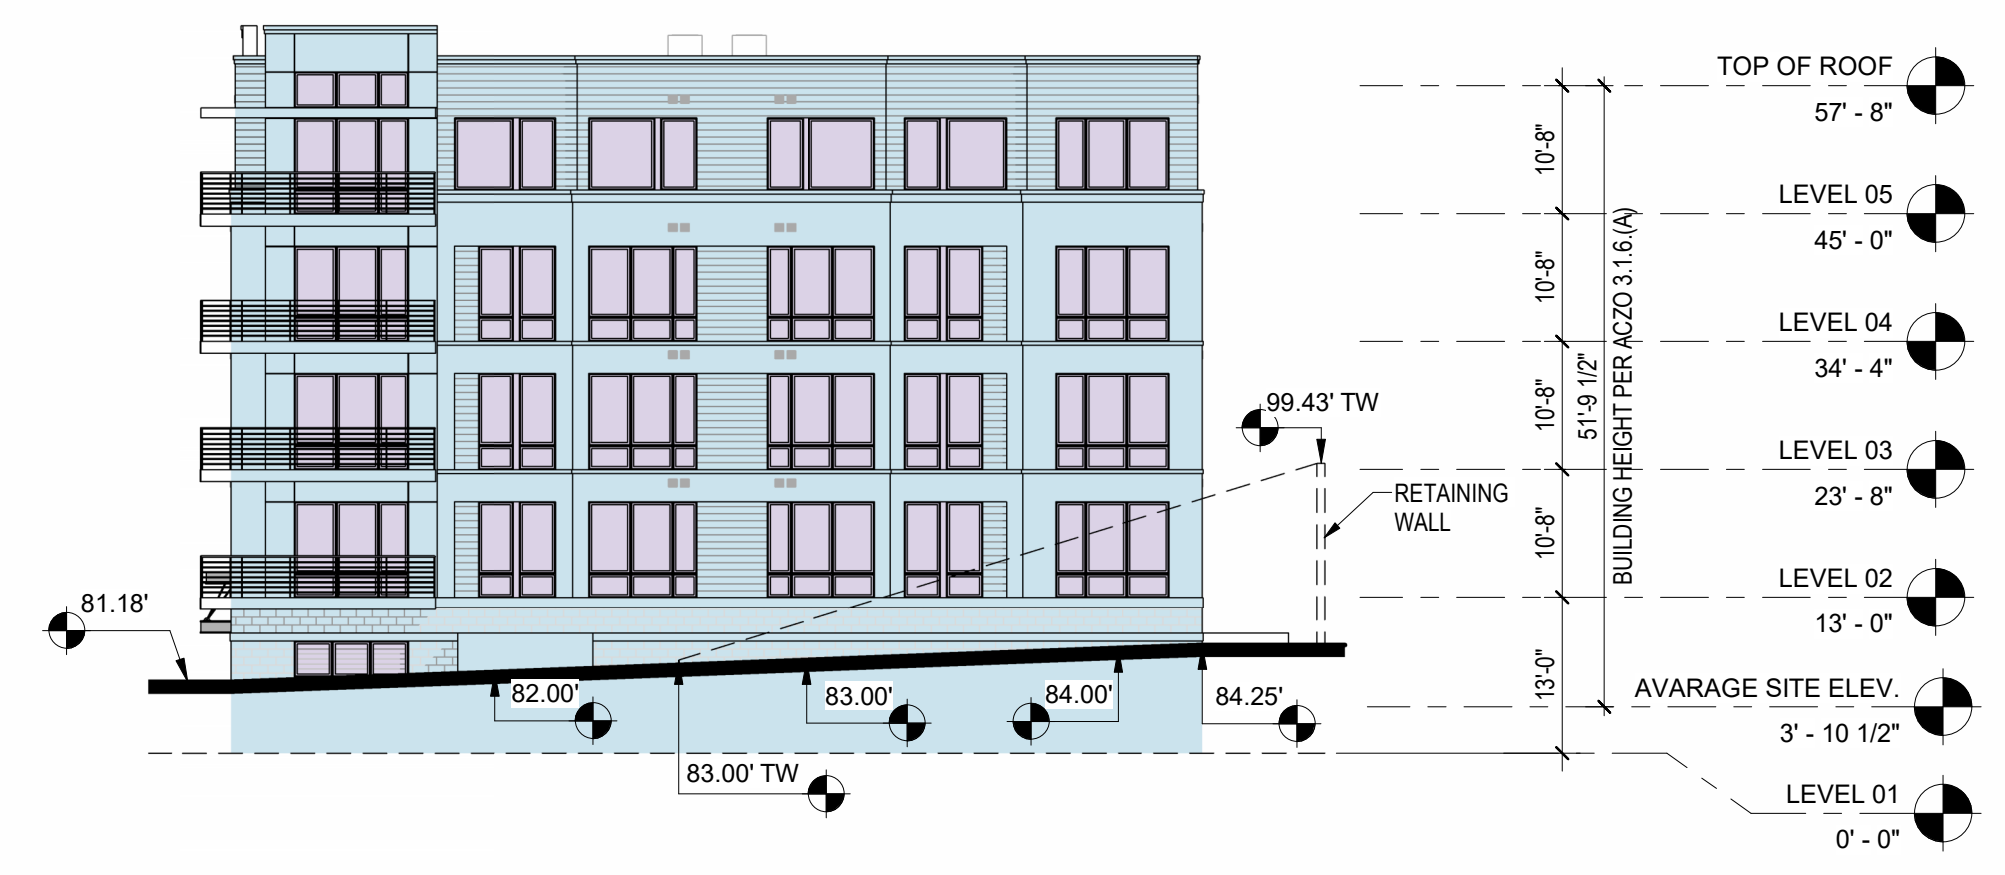 TOP OF ROOF
57' - 8"
10'-8"
LEVEL 05
45' - 0"
10'-8"
LEVEL 04
34' - 4"
10'-8"
51'-9 1/2"
BUILDING HEIGHT PER ACZO 3.1.6.(A)
99.43' TW
LEVEL 03
23' - 8"
RETAINING
WALL
10'-8"
LEVEL 02
13' - 0"
81.18'
13'-0"
82.00'
83.00'
84.00'
84.25'
AVARAGE SITE ELEV.
3' - 10 1/2"
83.00' TW
LEVEL 01
0' - 0"